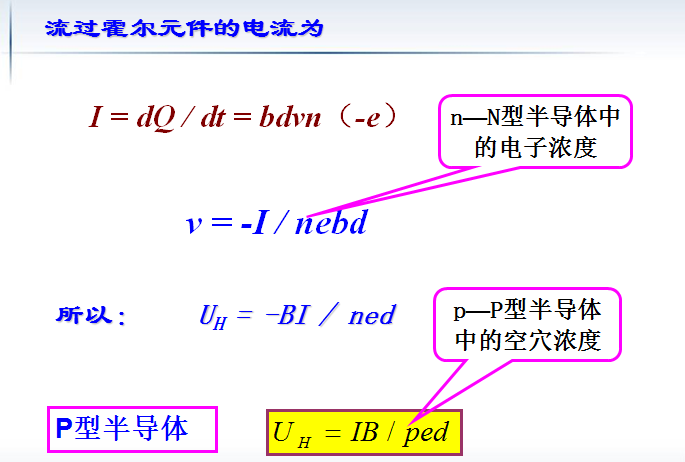 流过霍尔元件的电流为
I = dQ / dt = bdvn（-e）
n—N型半导体中
的电子浓度
v = -I / nebd
所以：
U_H = -BI / ned
p—P型半导体
中的空穴浓度
P型半导体
U_H = IB / ped